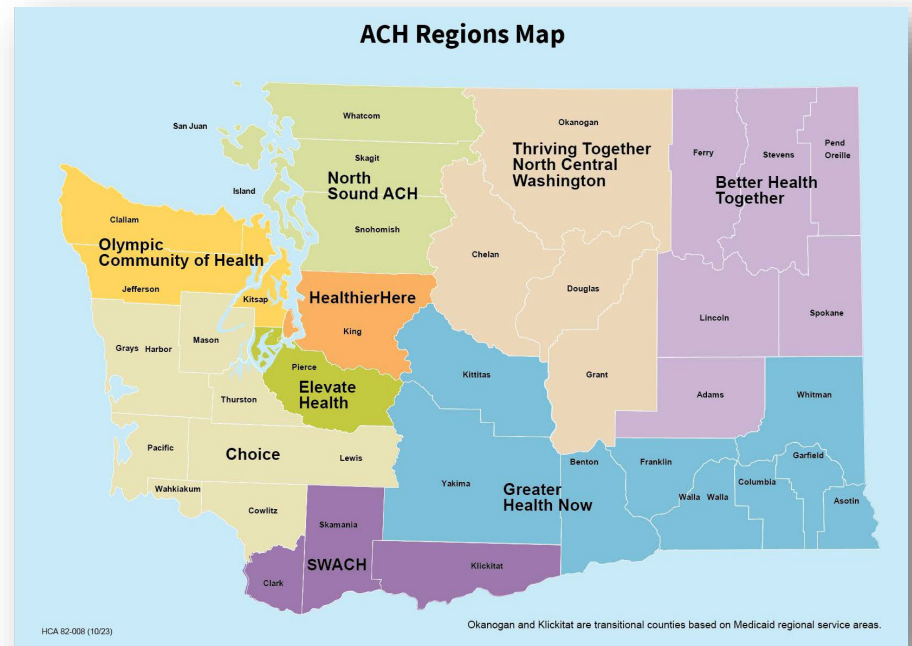 ACH Regions Map
Whatcom
Okanogan
San Juan
Skagit
Ferry
Stevens
Pend
Oreille
Thriving Together
North Central
Washington
North
Sound ACH
Better Health
Together
Island
Snohomish
Clallam
Olympic
Community of Health
Chelan
Jefferson
Kitsap
HealthierHere
Douglas
Lincoln
Spokane
King
Grays Harbor
Mason
Pierce
Kittitas
Grant
Elevate
Health
Adams
Whitman
Thurston
Pacific
Choice
Lewis
Benton
Franklin
Garfield
Wahkiakum
Yakima
Greater
Health Now
Walla Walla
Columbia
Asotin
Cowlitz
Skamania
SWACH
Klickitat
Clark
Okanogan and Klickitat are transitional counties based on Medicaid regional service areas.
HCA 82-008 (10/23)